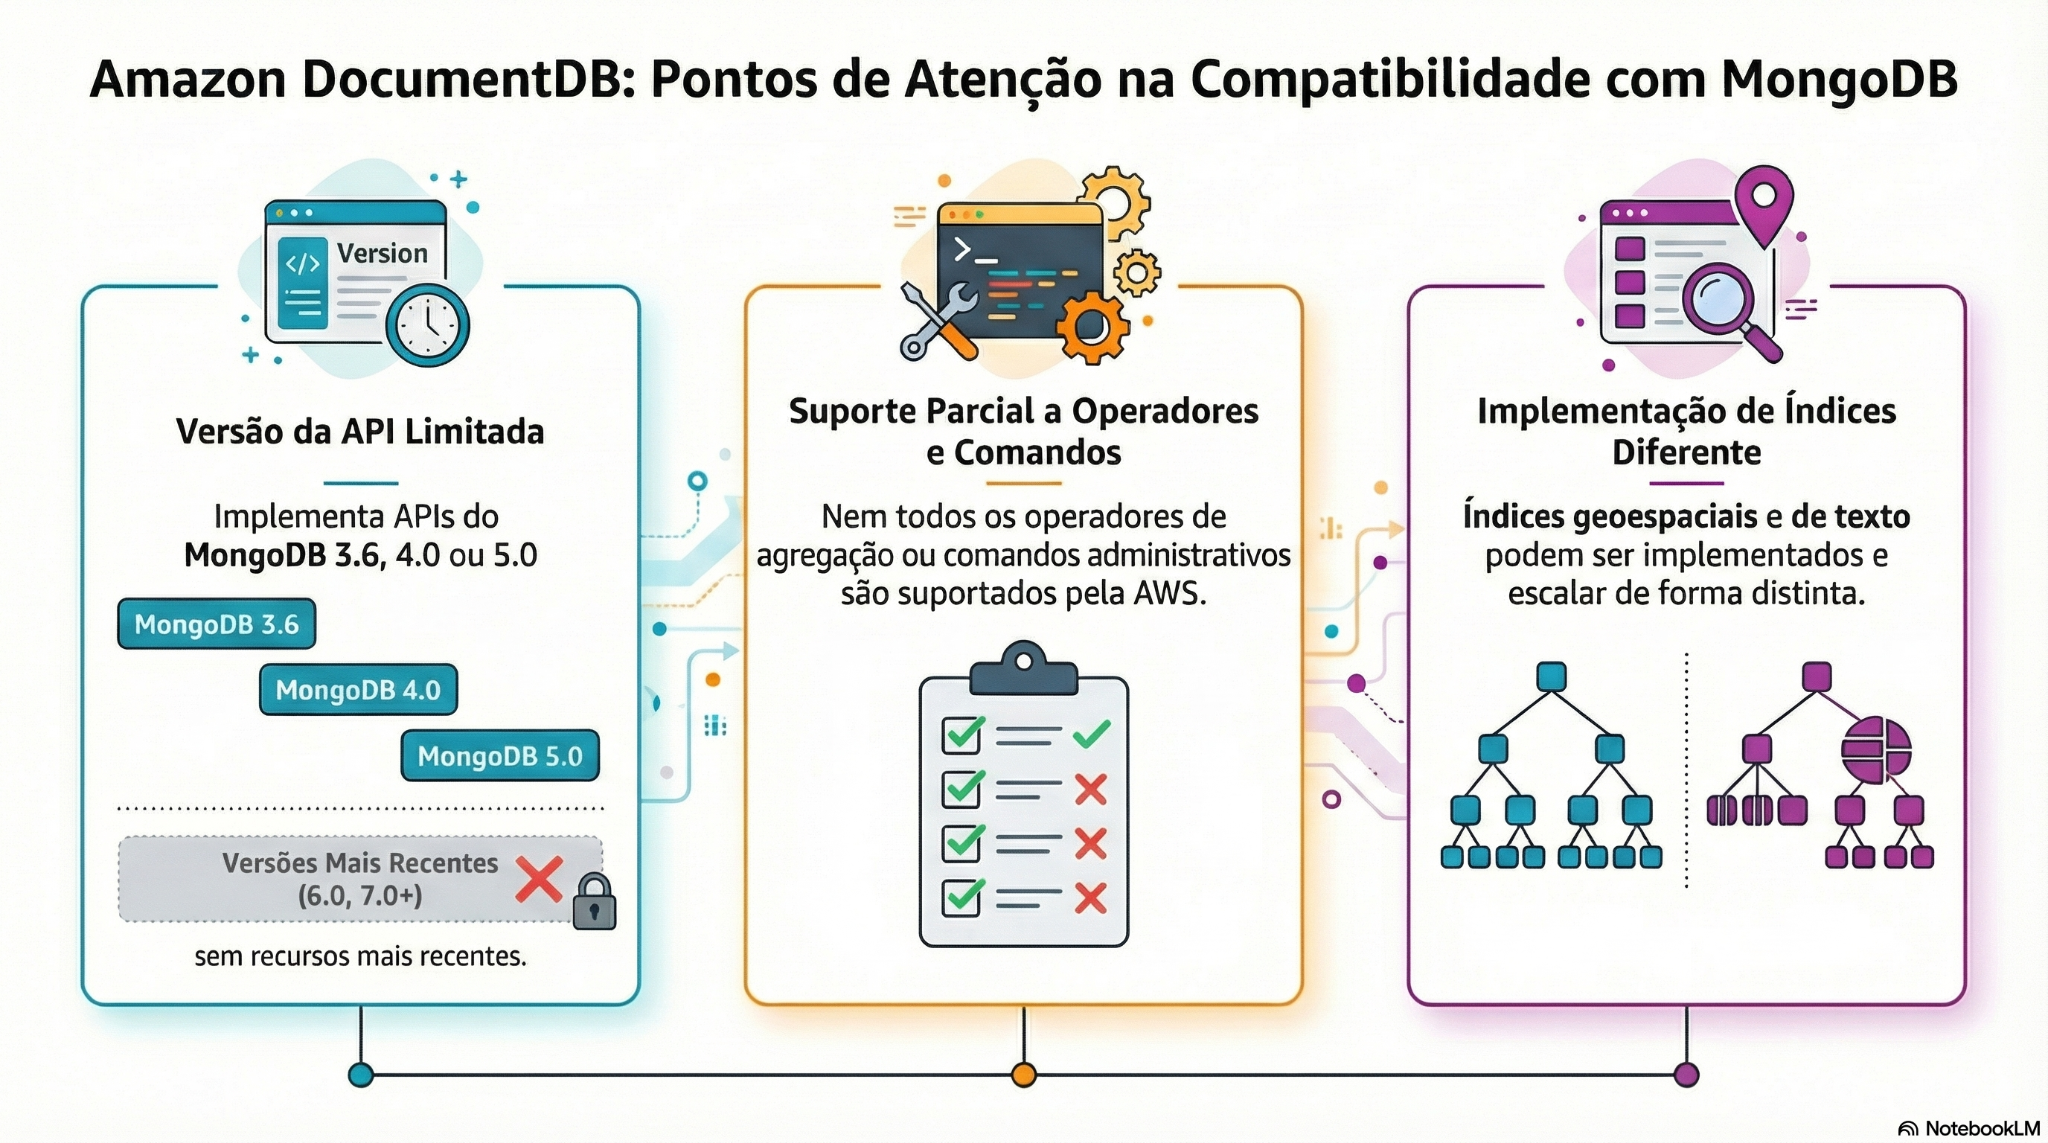 Amazon DocumentDB: Pontos de Atenção na Compatibilidade com MongoDB
Version
</>
Versão da API Limitada
Implementa APIs do
MongoDB 3.6, 4.0 ou 5.0
MongoDB 3.6
MongoDB 4.0
MongoDB 5.0
Versões Mais Recentes
(6.0, 7.0+)
sem recursos mais recentes.
>_
Suporte Parcial a Operadores
e Comandos
Nem todos os operadores de
agregação ou comandos administrativos
são suportados pela AWS.
Implementação de Índices
Diferente
Índices geoespaciais e de texto
podem ser implementados e
escalar de forma distinta.
NotebookLM